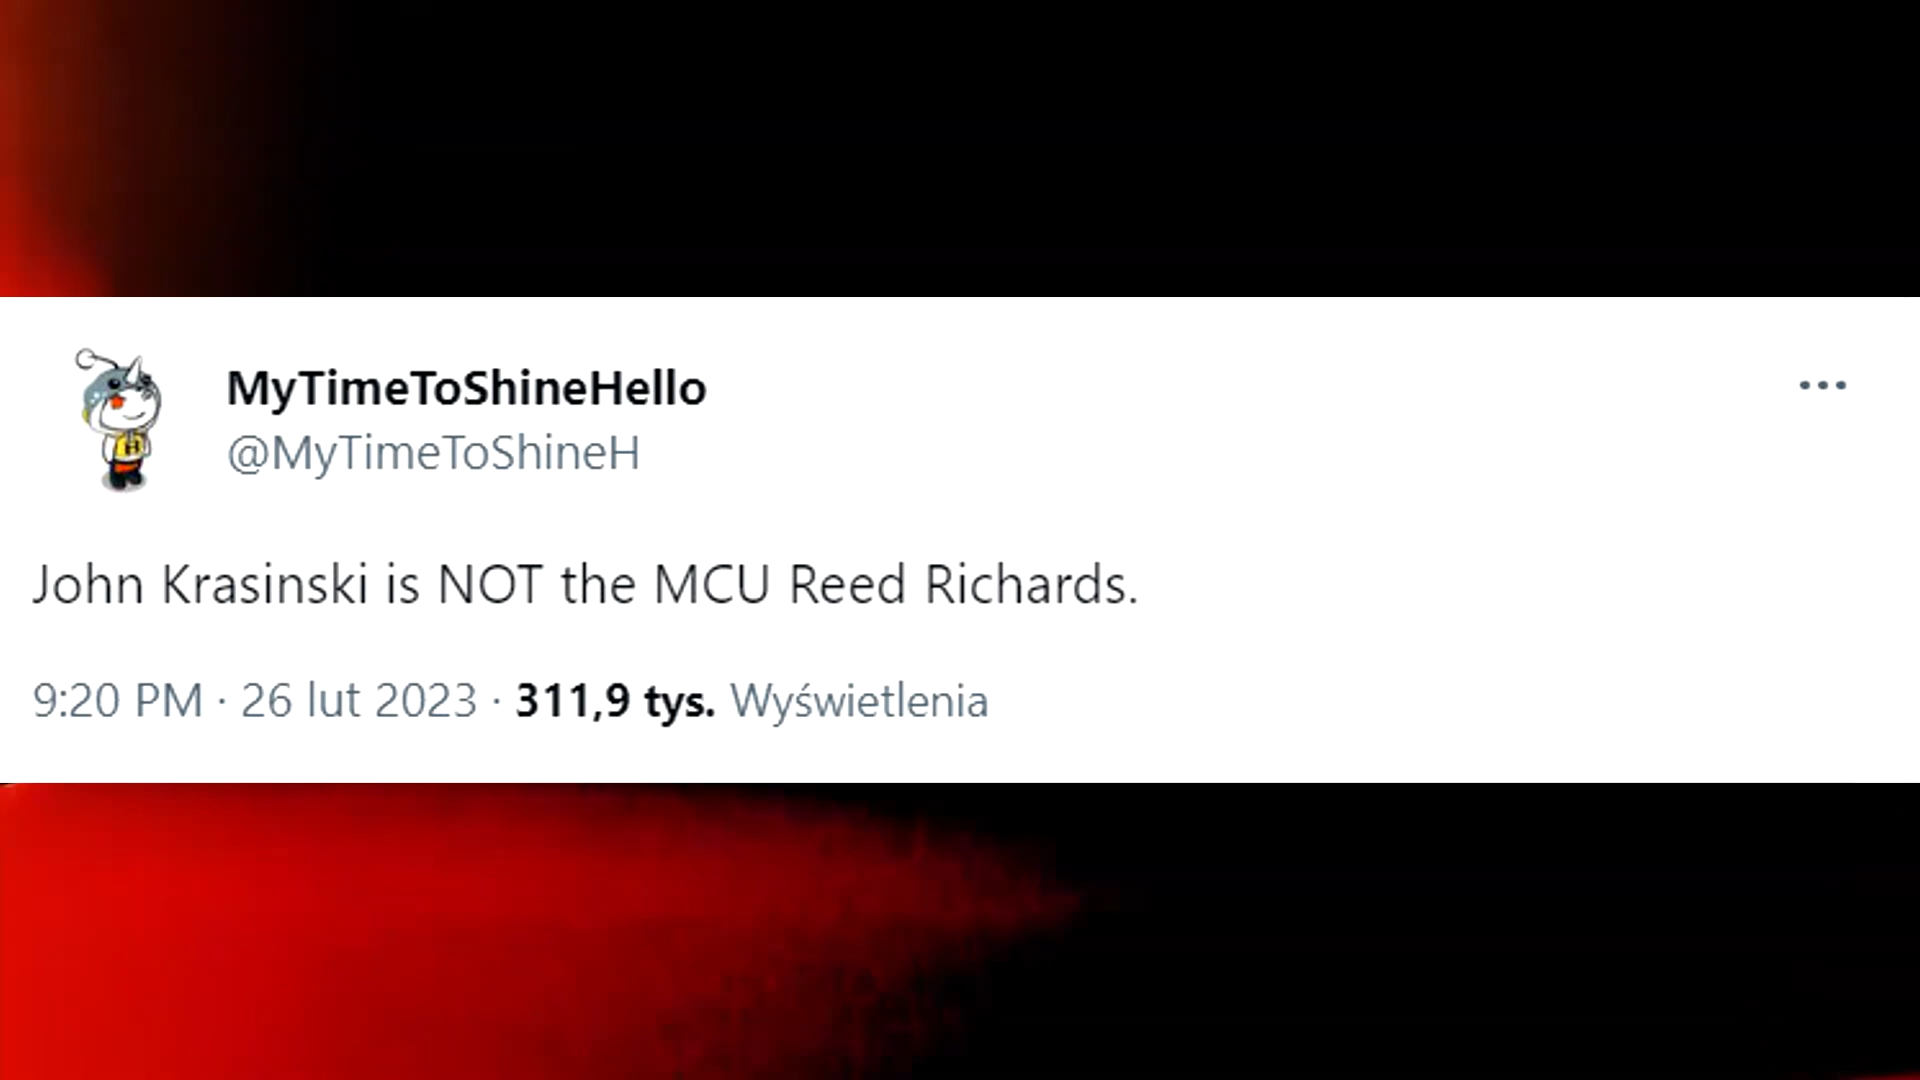 MyTimeToShineHello
@MyTimeToShineH
John Krasinski is NOT the MCU Reed Richards.
9:20 PM · 26 lut 2023 · 311,9 tys. Wyświetlenia